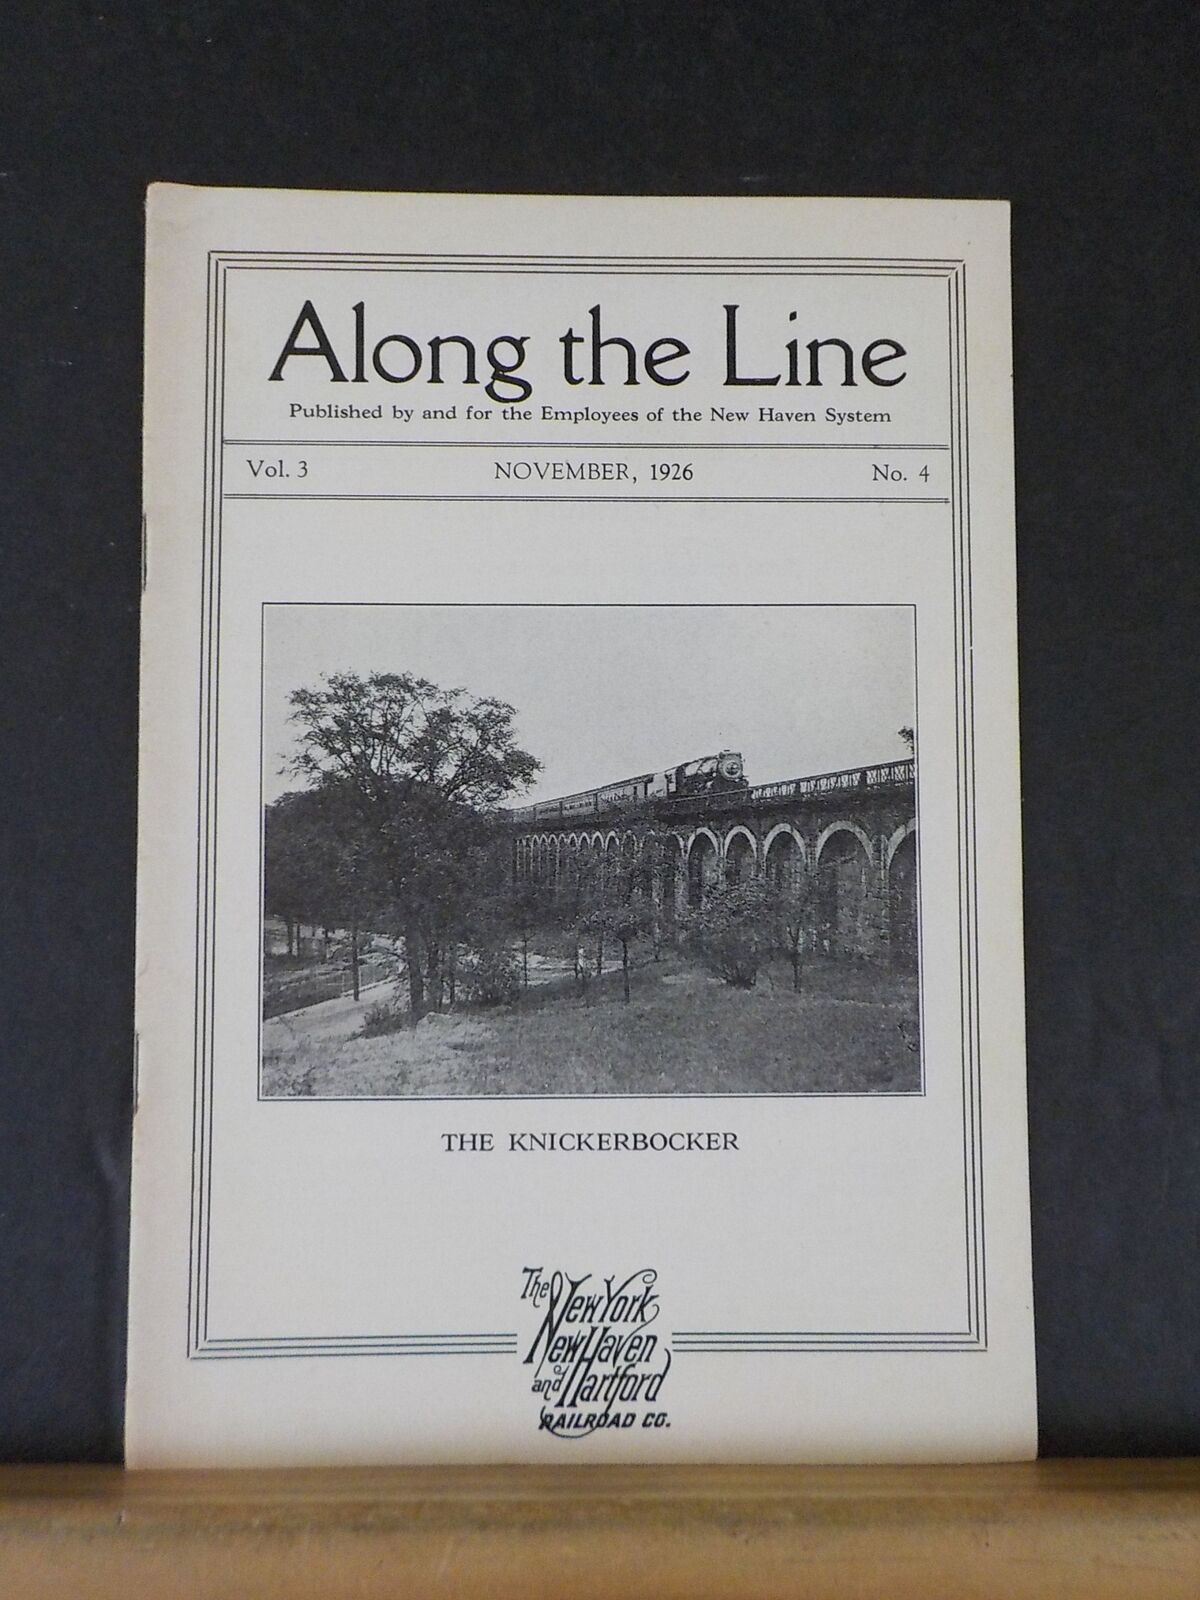 Along the Line
Published by and for the Employees of the New Haven System
Vol. 3 NOVEMBER, 1926 No. 4
THE KNICKERBOCKER
The
New York
New Haven
and Hartford
RAILROAD CO.